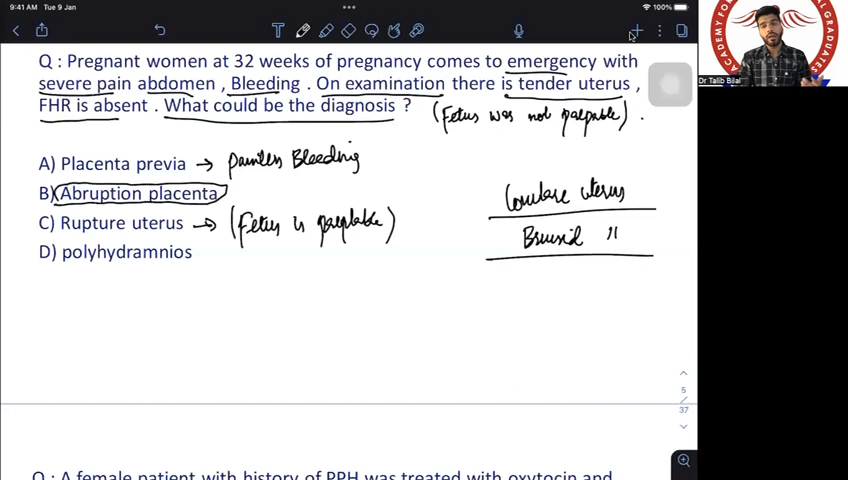 9:41 AM Tue 9 Jan
100%
Q : Pregnant women at 32 weeks of pregnancy comes to emergency with
severe pain abdomen , Bleeding . On examination there is tender uterus ,
FHR is absent . What could be the diagnosis ?
(Fetus was not palpable) .
A) Placenta previa → painless Bleeding
B) Abruption placenta
C) Rupture uterus → (Fetus is palpable)
D) polyhydramnios
uterus
"
5
37
Q : A female patient with history of PPH was treated with oxytocin and
Dr Talib Bilal
ACADEMY FOR
GRADUATES